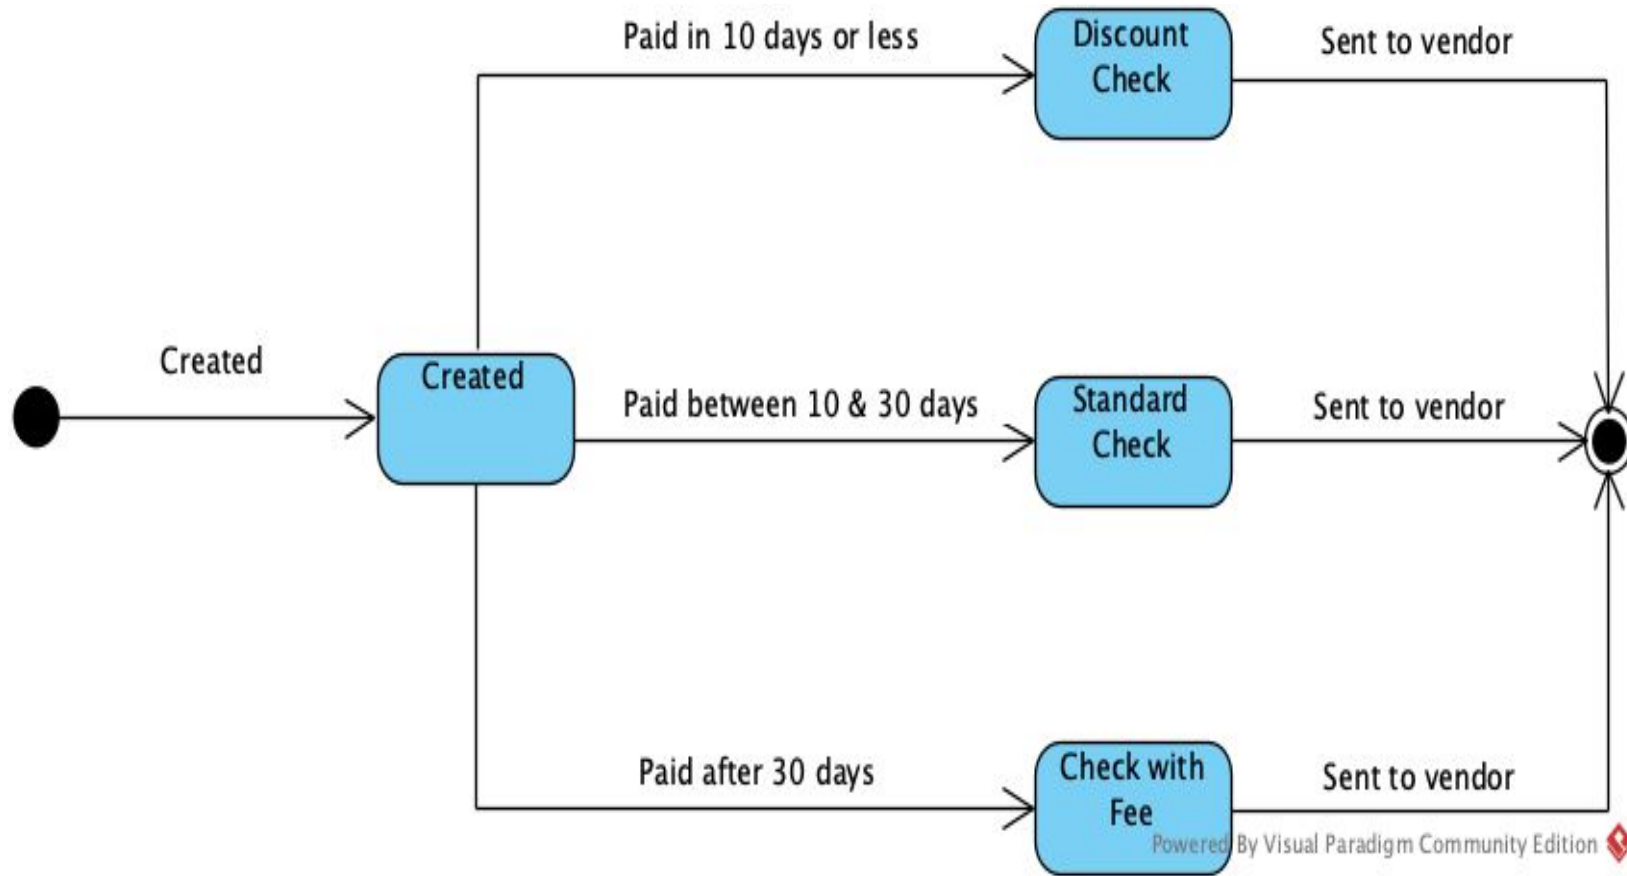 Paid in 10 days or less
Discount
Check
Sent to vendor
Created
Created
Paid between 10 & 30 days
Standard
Check
Sent to vendor
Paid after 30 days
Check with
Fee
Sent to vendor
Powered By Visual Paradigm Community Edition